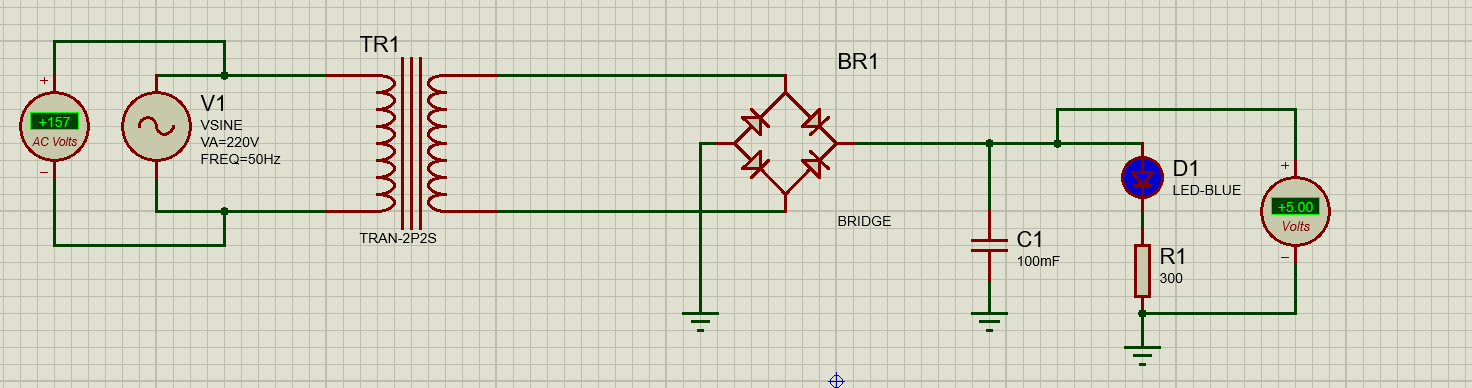 TR1
BR1
+
+157
AC Volts
−
V1
VSINE
VA=220V
FREQ=50Hz
TRAN-2P2S
BRIDGE
C1
100mF
D1
LED-BLUE
R1
300
+
+5.00
Volts
−